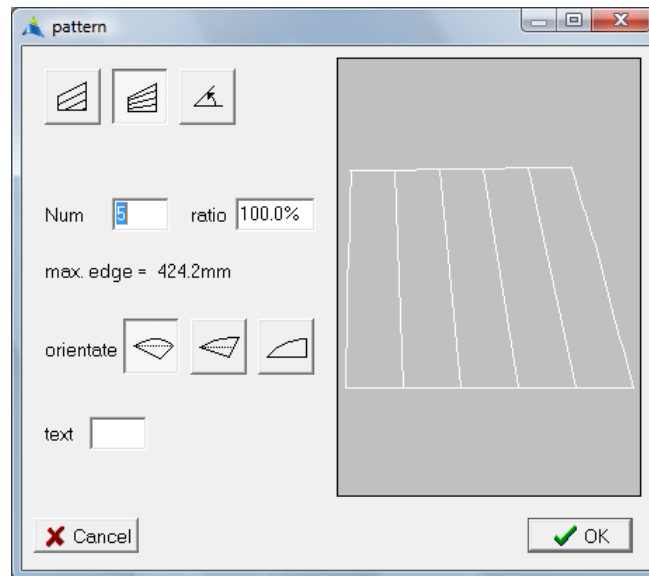 pattern
Num 5 ratio 100.0%
max. edge = 424.2mm
orientate
text
Cancel OK